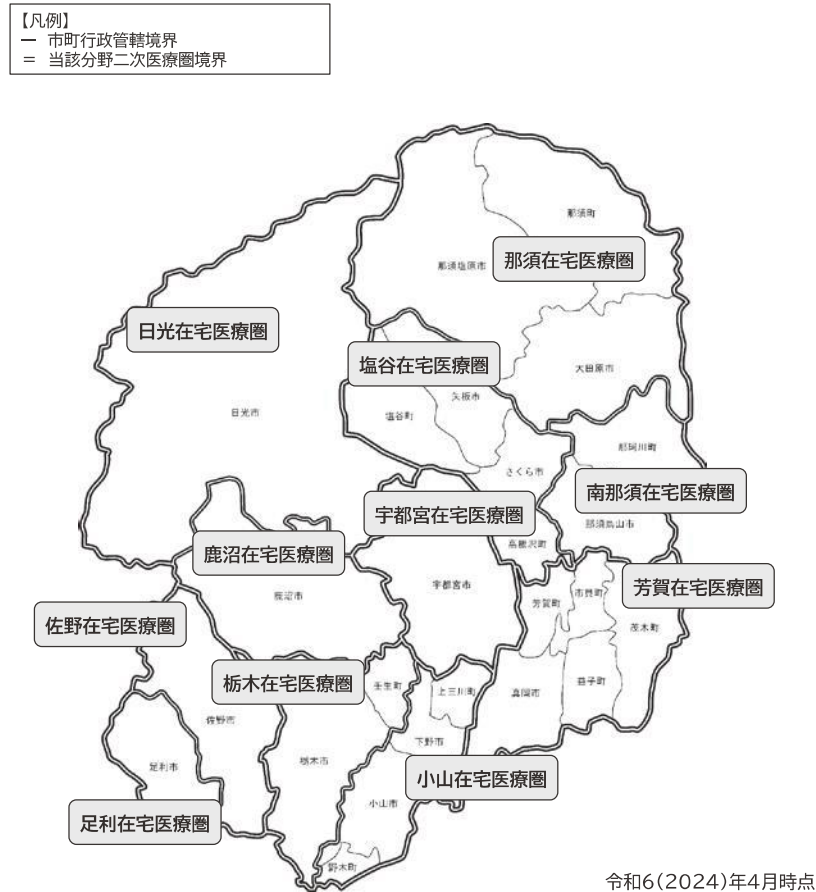 【凡例】
― 市町行政管轄境界
＝ 当該分野二次医療圏境界
那須町
那須在宅医療圏
那須塩原市
日光在宅医療圏
塩谷在宅医療圏
大田原市
矢板市
日光市
塩谷町
那珂川町
さくら市
南那須在宅医療圏
宇都宮在宅医療圏
那須烏山市
高根沢町
鹿沼在宅医療圏
宇都宮市
芳賀在宅医療圏
鹿沼市
市貝町
芳賀町
佐野在宅医療圏
茂木町
栃木在宅医療圏
壬生町
上三川町
真岡市
益子町
佐野市
下野市
栃木市
足利市
小山在宅医療圏
小山市
足利在宅医療圏
野木町
令和6(2024)年4月時点